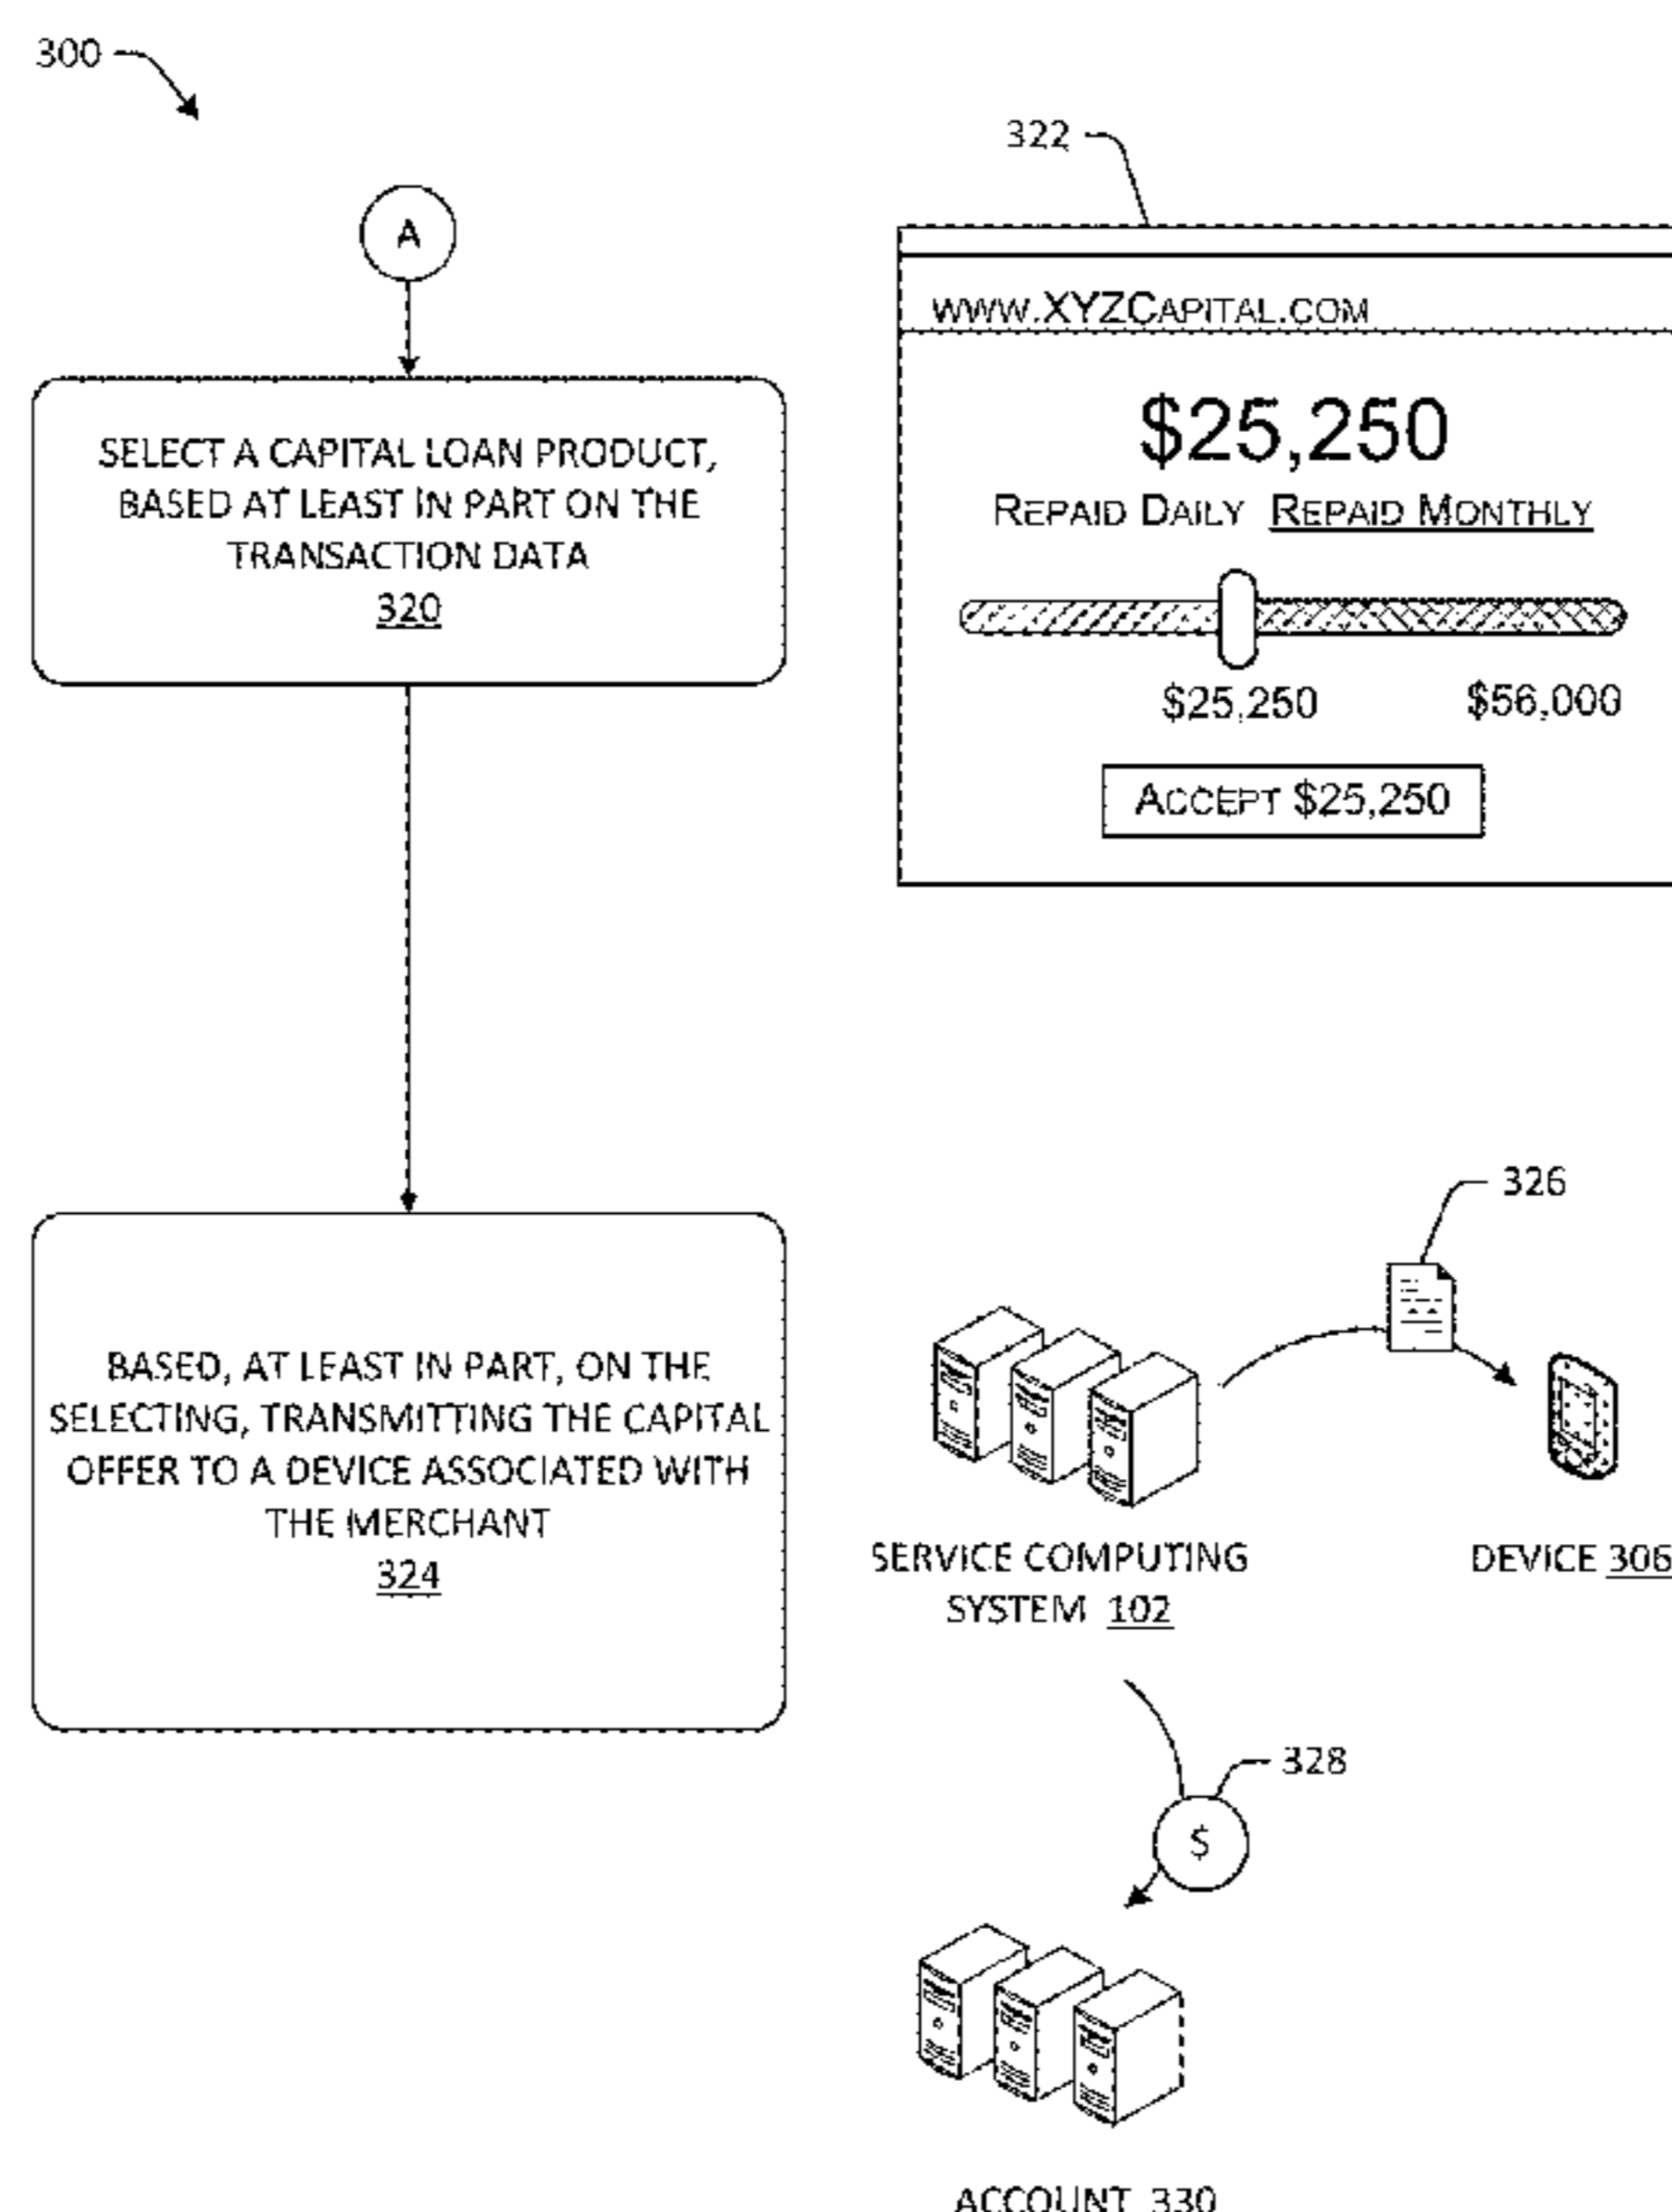 300
A
SELECT A CAPITAL LOAN PRODUCT,
BASED AT LEAST IN PART ON THE
TRANSACTION DATA
320
322
WWW.XYZCAPITAL.COM
$25,250
REPAID DAILY REPAID MONTHLY
$25,250 $56,000
ACCEPT $25,250
BASED, AT LEAST IN PART, ON THE
SELECTING, TRANSMITTING THE CAPITAL
OFFER TO A DEVICE ASSOCIATED WITH
THE MERCHANT
324
326
SERVICE COMPUTING
SYSTEM 102
DEVICE 306
328
$
ACCOUNT 330